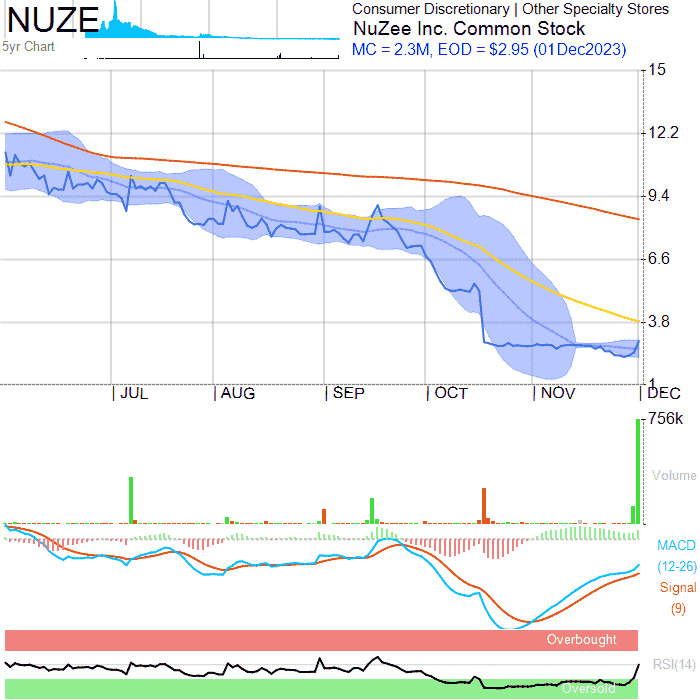 NUZE
Consumer Discretionary | Other Specialty Stores
NuZee Inc. Common Stock
5yr Chart
MC = 2.3M, EOD = $2.95 (01Dec2023)
15
12.2
9.4
6.6
3.8
1
JUL
AUG
SEP
OCT
NOV
DEC
756k
Volume
MACD
(12-26)
Signal
(9)
Overbought
RSI(14)
Oversold